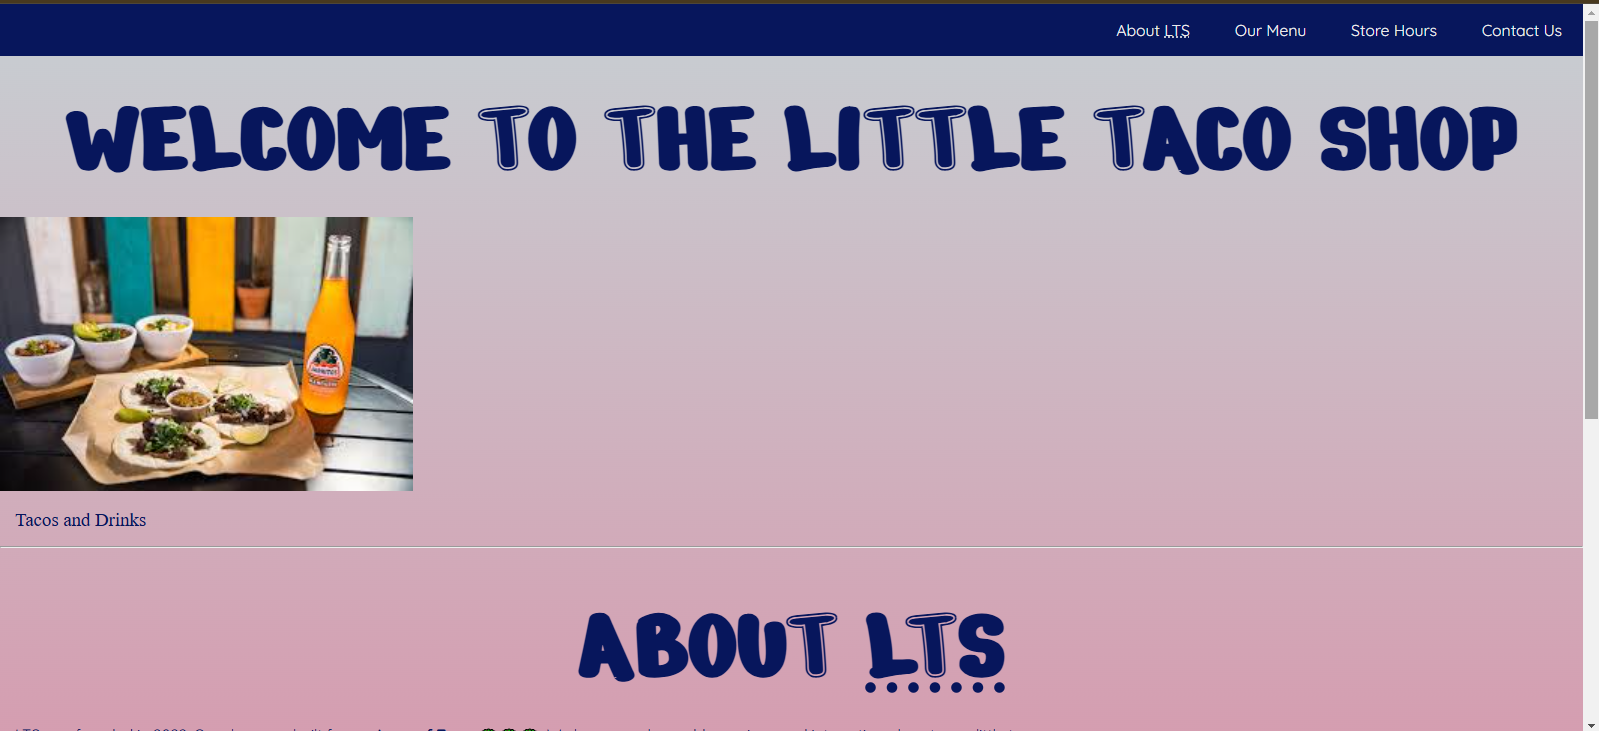 About LTS Our Menu Store Hours Contact Us
WELCOME TO THE LITTLE TACO SHOP
JARRITOS
Tacos and Drinks
ABOUT LTS